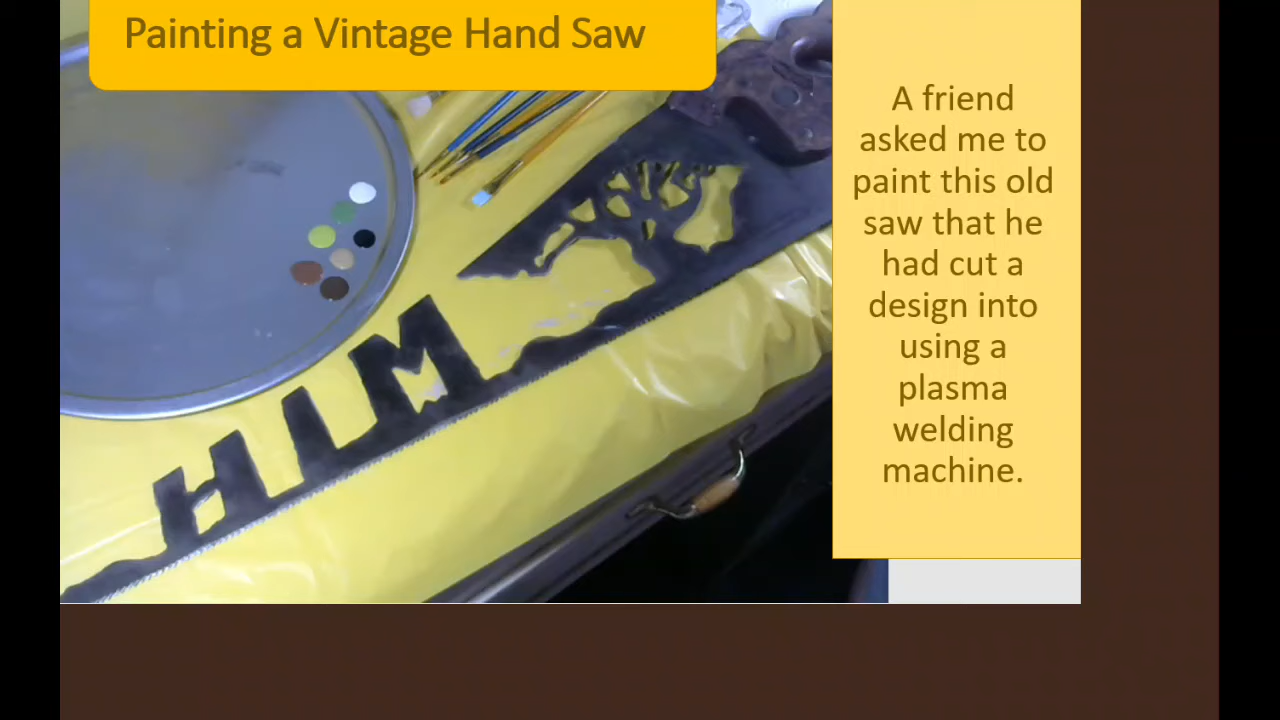 Painting a Vintage Hand Saw
A friend
asked me to
paint this old
saw that he
had cut a
design into
using a
plasma
welding
machine.
HIM